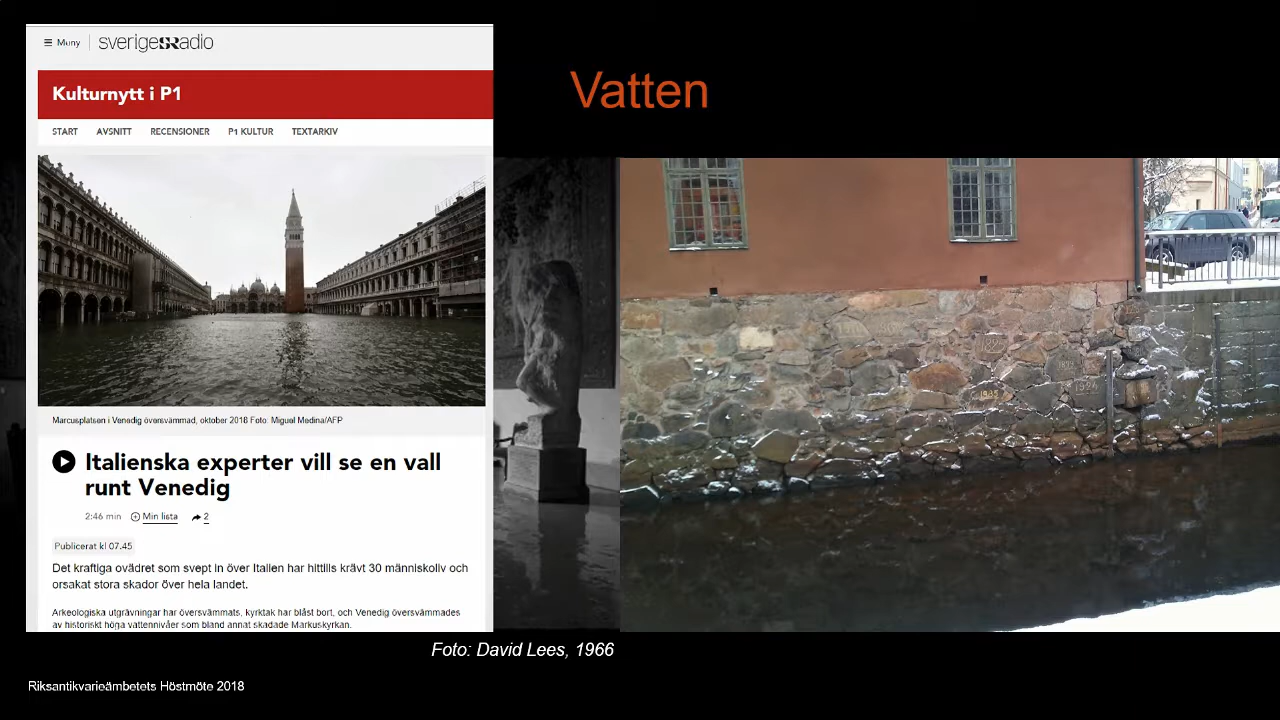 Meny
sverigesRadio
Vatten
Kulturnytt i P1
START AVSNITT RECENSIONER P1 KULTUR TEXTARKIV
Marcusplatsen i Venedig översvämmad, oktober 2018 Foto: Miguel Medina/AFP
Italienska experter vill se en vall
runt Venedig
2:46 min Min lista 2
Publicerat kl 07.45
Det kraftiga ovädret som svept in över Italien har hittills krävt 30 människoliv och
orsakat stora skador över hela landet.
Arkeologiska utgrävningar har översvämmats, kyrktak har blåst bort, och Venedig översvämmades
av historiskt höga vattennivåer som bland annat skadade Markuskyrkan.
Foto: David Lees, 1966
Riksantikvarieämbetets Höstmöte 2018